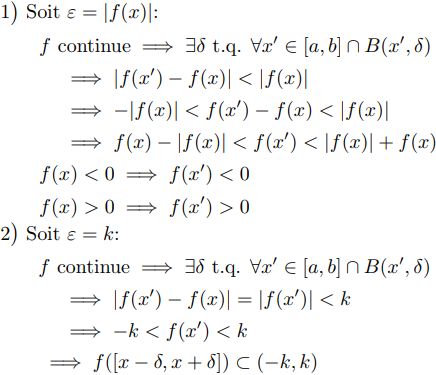 1) Soit ε = |f(x)|:
f continue ⟹ ∃δ t.q. ∀x′ ∈ [a, b] ∩ B(x′, δ)
⟹ |f(x′) − f(x)| < |f(x)|
⟹ −|f(x)| < f(x′) − f(x) < |f(x)|
⟹ f(x) − |f(x)| < f(x′) < |f(x)| + f(x)
f(x) < 0 ⟹ f(x′) < 0
f(x) > 0 ⟹ f(x′) > 0
2) Soit ε = k:
f continue ⟹ ∃δ t.q. ∀x′ ∈ [a, b] ∩ B(x′, δ)
⟹ |f(x′) − f(x)| = |f(x′)| < k
⟹ −k < f(x′) < k
⟹ f([x − δ, x + δ]) ⊂ (−k, k)